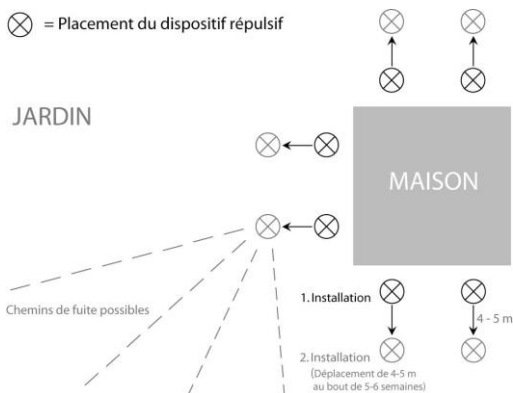 = Placement du dispositif répulsif
JARDIN
MAISON
Chemins de fuite possibles
1. Installation
4 - 5 m
2. Installation
(Déplacement de 4-5 m
au bout de 5-6 semaines)